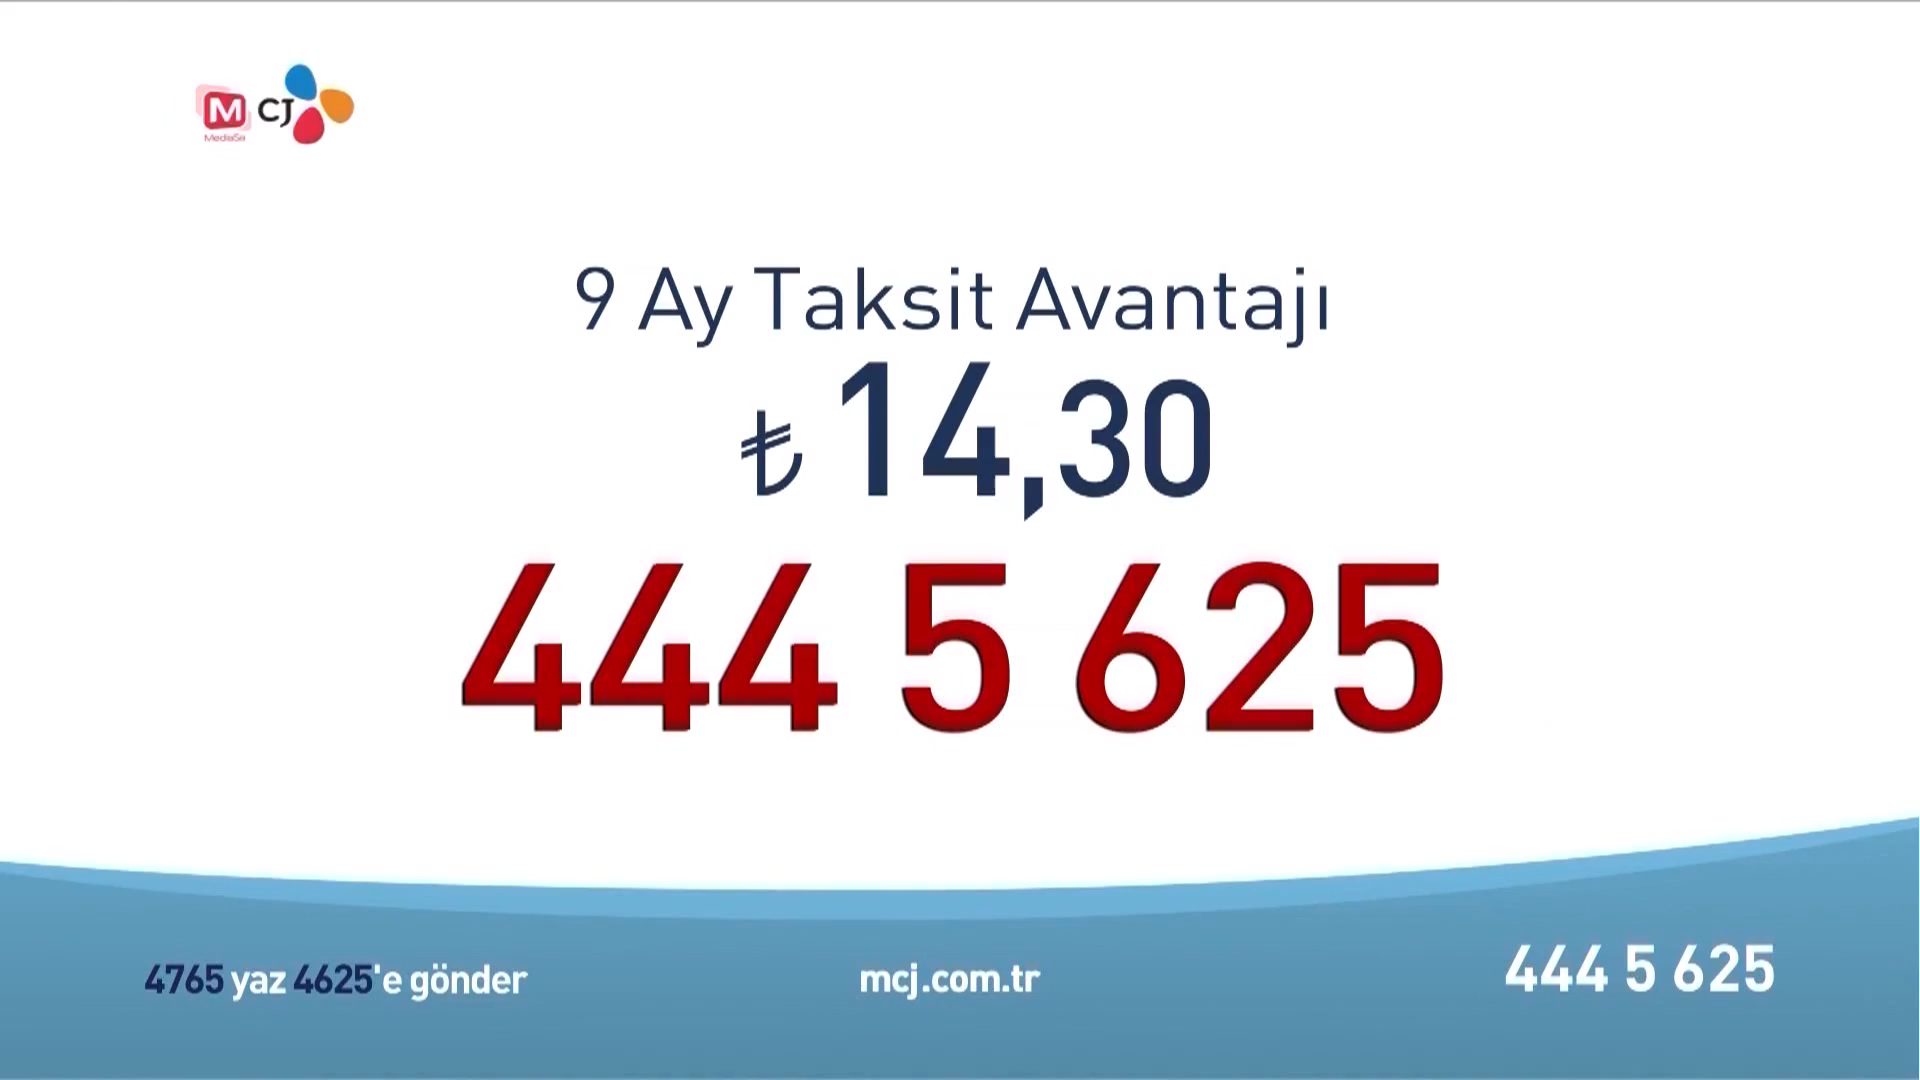 M CJ
MediaSa
9 Ay Taksit Avantajı
₺ 14,30
444 5 625
4765 yaz 4625'e gönder
mcj.com.tr
444 5 625